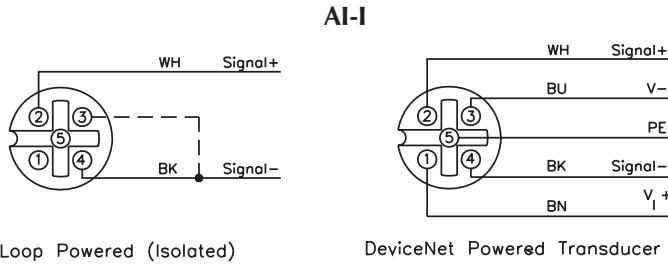 AI-I
WH Signal+
2 3
5
1 4
BK Signal-
Loop Powered (Isolated)
WH Signal+
BU V-
2 3
5 PE
1 4
BK Signal-
BN VI +
DeviceNet Powered Transducer